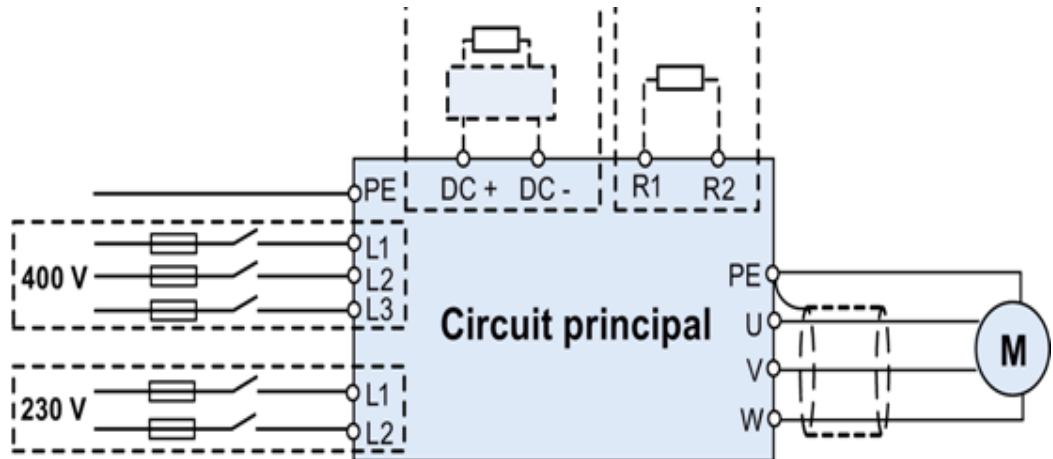 PE DC + DC - R1 R2
L1
400 V L2
L3
PE
Circuit principal U
V M
230 V L1
L2 W